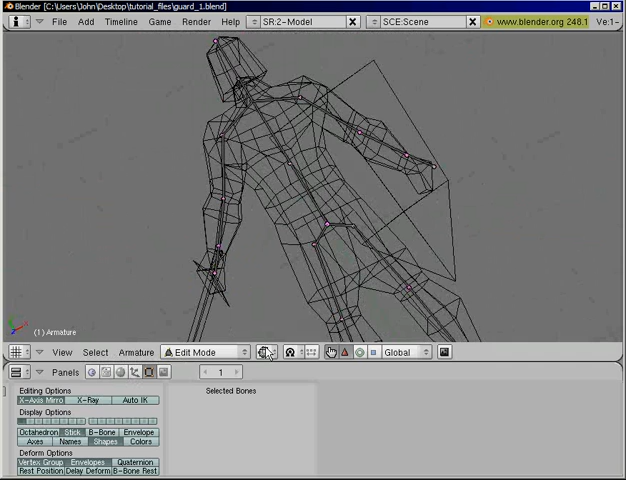 Blender [C:\Users\John\Desktop\tutorial_files\guard_1.blend]
File Add Timeline Game Render Help SR:2-Model SCE:Scene www.blender.org 248.1 Ve:1-
(1) Armature
View Select Armature Edit Mode Global
Panels 1
Editing Options Selected Bones
X-Axis Mirro X-Ray Auto IK
Display Options
Octahedron Stick B-Bone Envelope
Axes Names Shapes Colors
Deform Options
Vertex Group Envelopes Quaternion
Rest Position Delay Deform B-Bone Rest